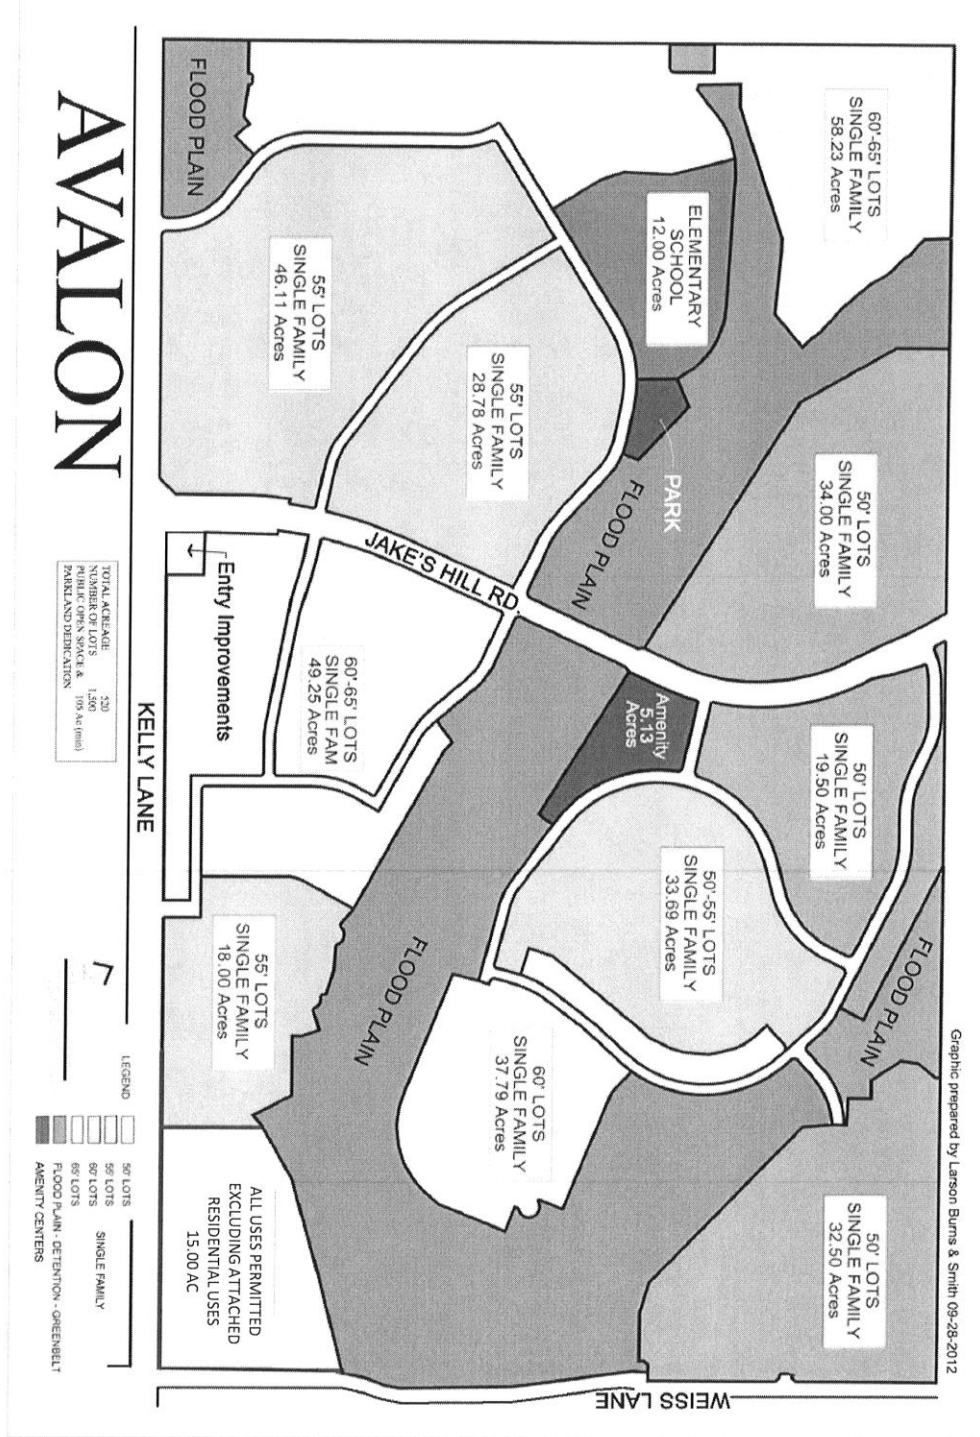 AVALON
60'-65' LOTS
SINGLE FAMILY
58.23 Acres
FLOOD PLAIN
ELEMENTARY
SCHOOL
12.00 Acres
55' LOTS
SINGLE FAMILY
46.11 Acres
55' LOTS
SINGLE FAMILY
28.78 Acres
PARK
FLOOD PLAIN
50' LOTS
SINGLE FAMILY
34.00 Acres
JAKE'S HILL RD.
Entry Improvements
60'-65' LOTS
SINGLE FAM
49.25 Acres
Amenity
5.13
Acres
50' LOTS
SINGLE FAMILY
19.50 Acres
50'-55' LOTS
SINGLE FAMILY
33.69 Acres
FLOOD PLAIN
FLOOD PLAIN
55' LOTS
SINGLE FAMILY
18.00 Acres
60' LOTS
SINGLE FAMILY
37.79 Acres
50' LOTS
SINGLE FAMILY
32.50 Acres
ALL USES PERMITTED
EXCLUDING ATTACHED
RESIDENTIAL USES
15.00 AC
WEISS LANE
KELLY LANE
TOTAL ACREAGE 520
NUMBER OF LOTS 1,500
PUBLIC OPEN SPACE & 105 Ac (min)
PARKLAND DEDICATION
LEGEND
50' LOTS
55' LOTS
60' LOTS
65' LOTS
SINGLE FAMILY
FLOOD PLAIN - DETENTION - GREENBELT
AMENITY CENTERS
Graphic prepared by Larson Burns & Smith 09-28-2012